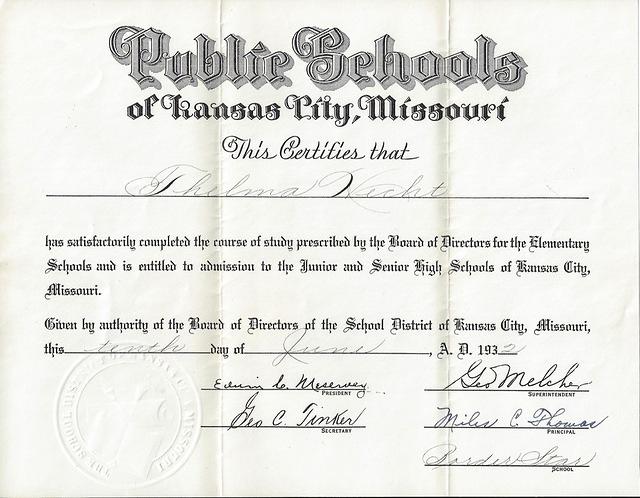 Public Schools
of Kansas City, Missouri
This Certifies that
Thelma Hecht
has satisfactorily completed the course of study prescribed by the Board of Directors for the Elementary
Schools and is entitled to admission to the Junior and Senior High Schools of Kansas City,
Missouri.
Given by authority of the Board of Directors of the School District of Kansas City, Missouri,
this tenth day of June, A. D. 1932
Edwin C. Meservey Geo Melcher
PRESIDENT SUPERINTENDENT
Geo C. Tinker Miles C. Thomas
SECRETARY PRINCIPAL
Border Star
SCHOOL